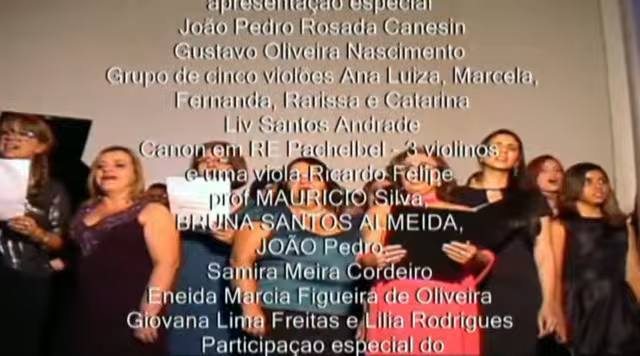 apresentação especial
João Pedro Rosada Canesin
Gustavo Oliveira Nascimento
Grupo de cinco violões Ana Luiza, Marcela,
Fernanda, Rarissa e Catarina
Liv Santos Andrade
Canon em RE Pachelbel - 3 violinos
e uma viola Ricardo Felipe
prof MAURICIO Silva,
BRUNA SANTOS ALMEIDA,
JOÃO Pedro,
Samira Meira Cordeiro
Eneida Marcia Figueira de Oliveira
Giovana Lima Freitas e Lilia Rodrigues
Participaçao especial do